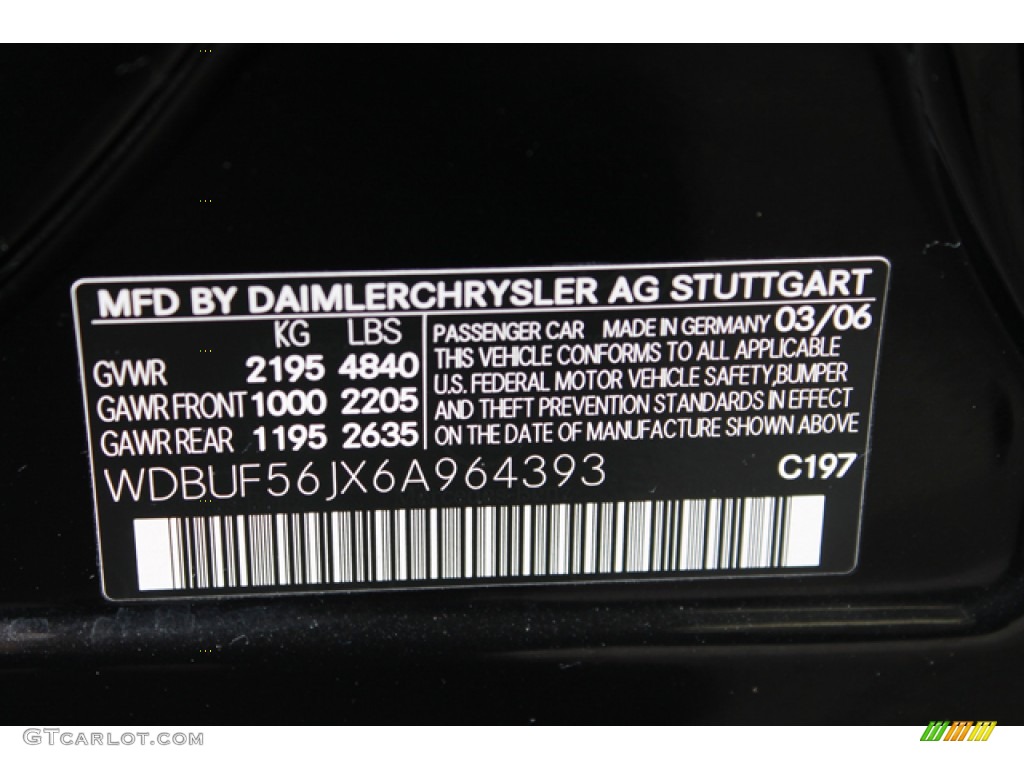 MFD BY DAIMLERCHRYSLER AG STUTTGART
KG LBS
GVWR 2195 4840
GAWR FRONT 1000 2205
GAWR REAR 1195 2635
PASSENGER CAR MADE IN GERMANY 03/06
THIS VEHICLE CONFORMS TO ALL APPLICABLE
U.S. FEDERAL MOTOR VEHICLE SAFETY,BUMPER
AND THEFT PREVENTION STANDARDS IN EFFECT
ON THE DATE OF MANUFACTURE SHOWN ABOVE
WDBUF56JX6A964393 C197
GTCARLOT.COM